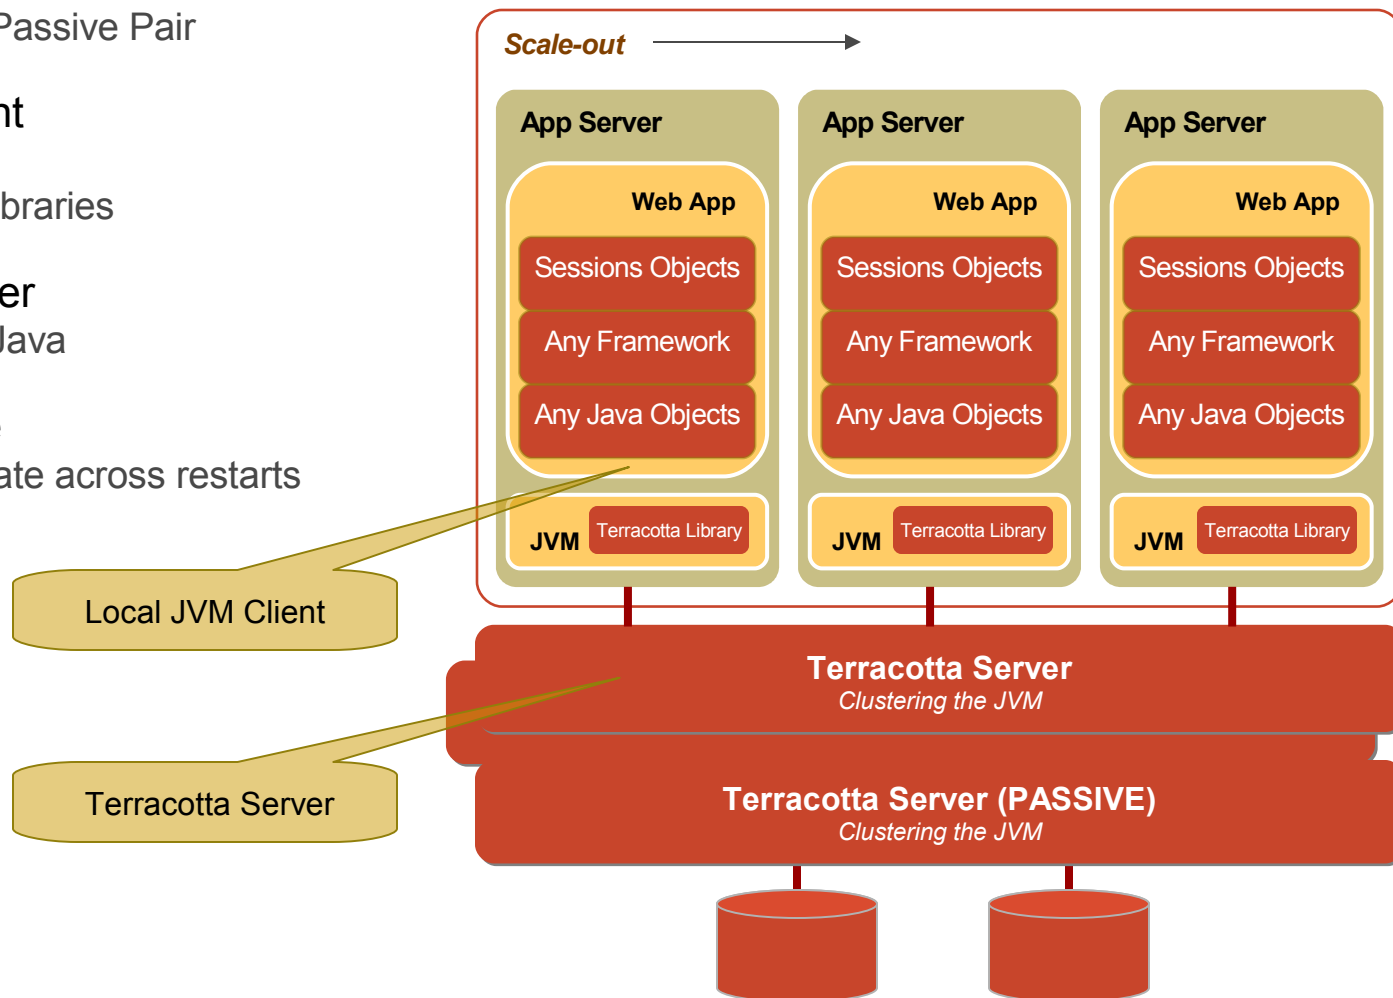 Passive Pair
nt
braries
er
Java
ate across restarts
Scale-out
App Server
Web App
Sessions Objects
Any Framework
Any Java Objects
JVM
Terracotta Library
App Server
Web App
Sessions Objects
Any Framework
Any Java Objects
JVM
Terracotta Library
App Server
Web App
Sessions Objects
Any Framework
Any Java Objects
JVM
Terracotta Library
Local JVM Client
Terracotta Server
Clustering the JVM
Terracotta Server
Terracotta Server (PASSIVE)
Clustering the JVM